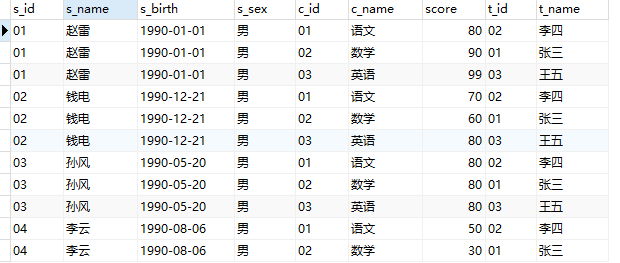 s_id s_name s_birth s_sex c_id c_name score t_id t_name
01 赵雷 1990-01-01 男 01 语文 80 02 李四
01 赵雷 1990-01-01 男 02 数学 90 01 张三
01 赵雷 1990-01-01 男 03 英语 99 03 王五
02 钱电 1990-12-21 男 01 语文 70 02 李四
02 钱电 1990-12-21 男 02 数学 60 01 张三
02 钱电 1990-12-21 男 03 英语 80 03 王五
03 孙风 1990-05-20 男 01 语文 80 02 李四
03 孙风 1990-05-20 男 02 数学 80 01 张三
03 孙风 1990-05-20 男 03 英语 80 03 王五
04 李云 1990-08-06 男 01 语文 50 02 李四
04 李云 1990-08-06 男 02 数学 30 01 张三